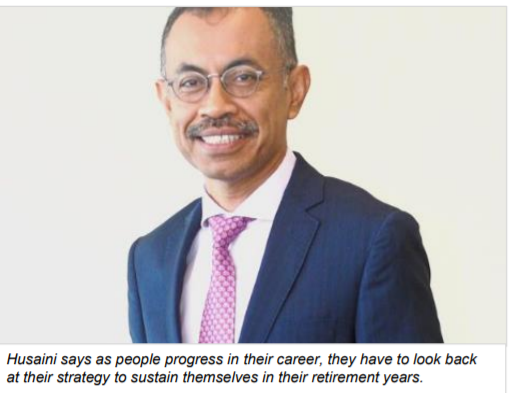 Husaini says as people progress in their career, they have to look back
at their strategy to sustain themselves in their retirement years.